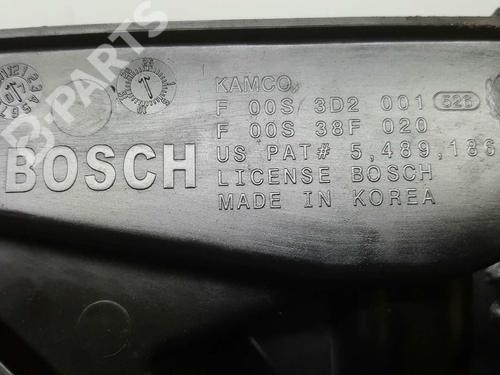 KAMCO
F 00S 3D2 001 526
F 00S 38F 020
BOSCH
US PAT# 5,489,186
LICENSE BOSCH
MADE IN KOREA
B-PARTS